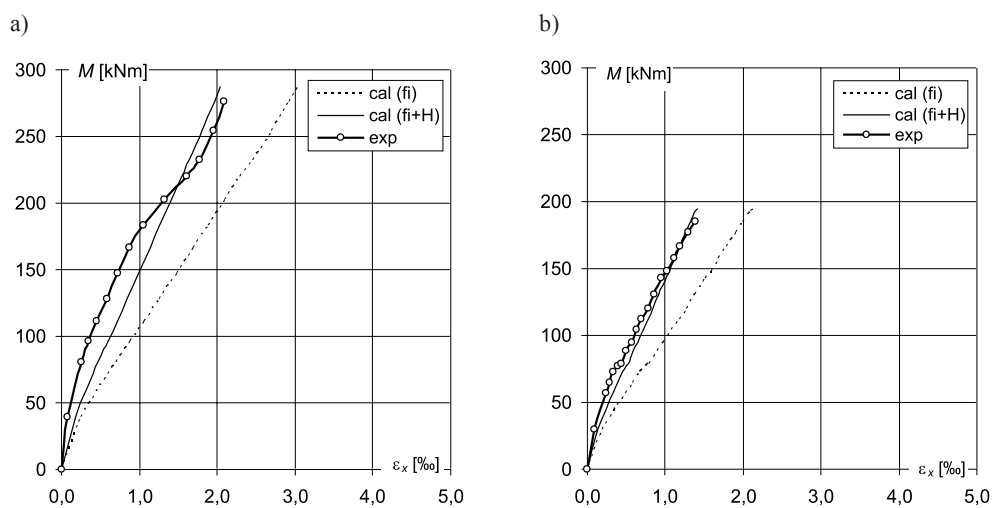 a)
M [kNm]
300
250
200
150
100
50
0
cal (fi)
cal (fi+H)
exp
εx [‰]
0,0 1,0 2,0 3,0 4,0 5,0
b)
M [kNm]
300
250
200
150
100
50
0
cal (fi)
cal (fi+H)
exp
εx [‰]
0,0 1,0 2,0 3,0 4,0 5,0